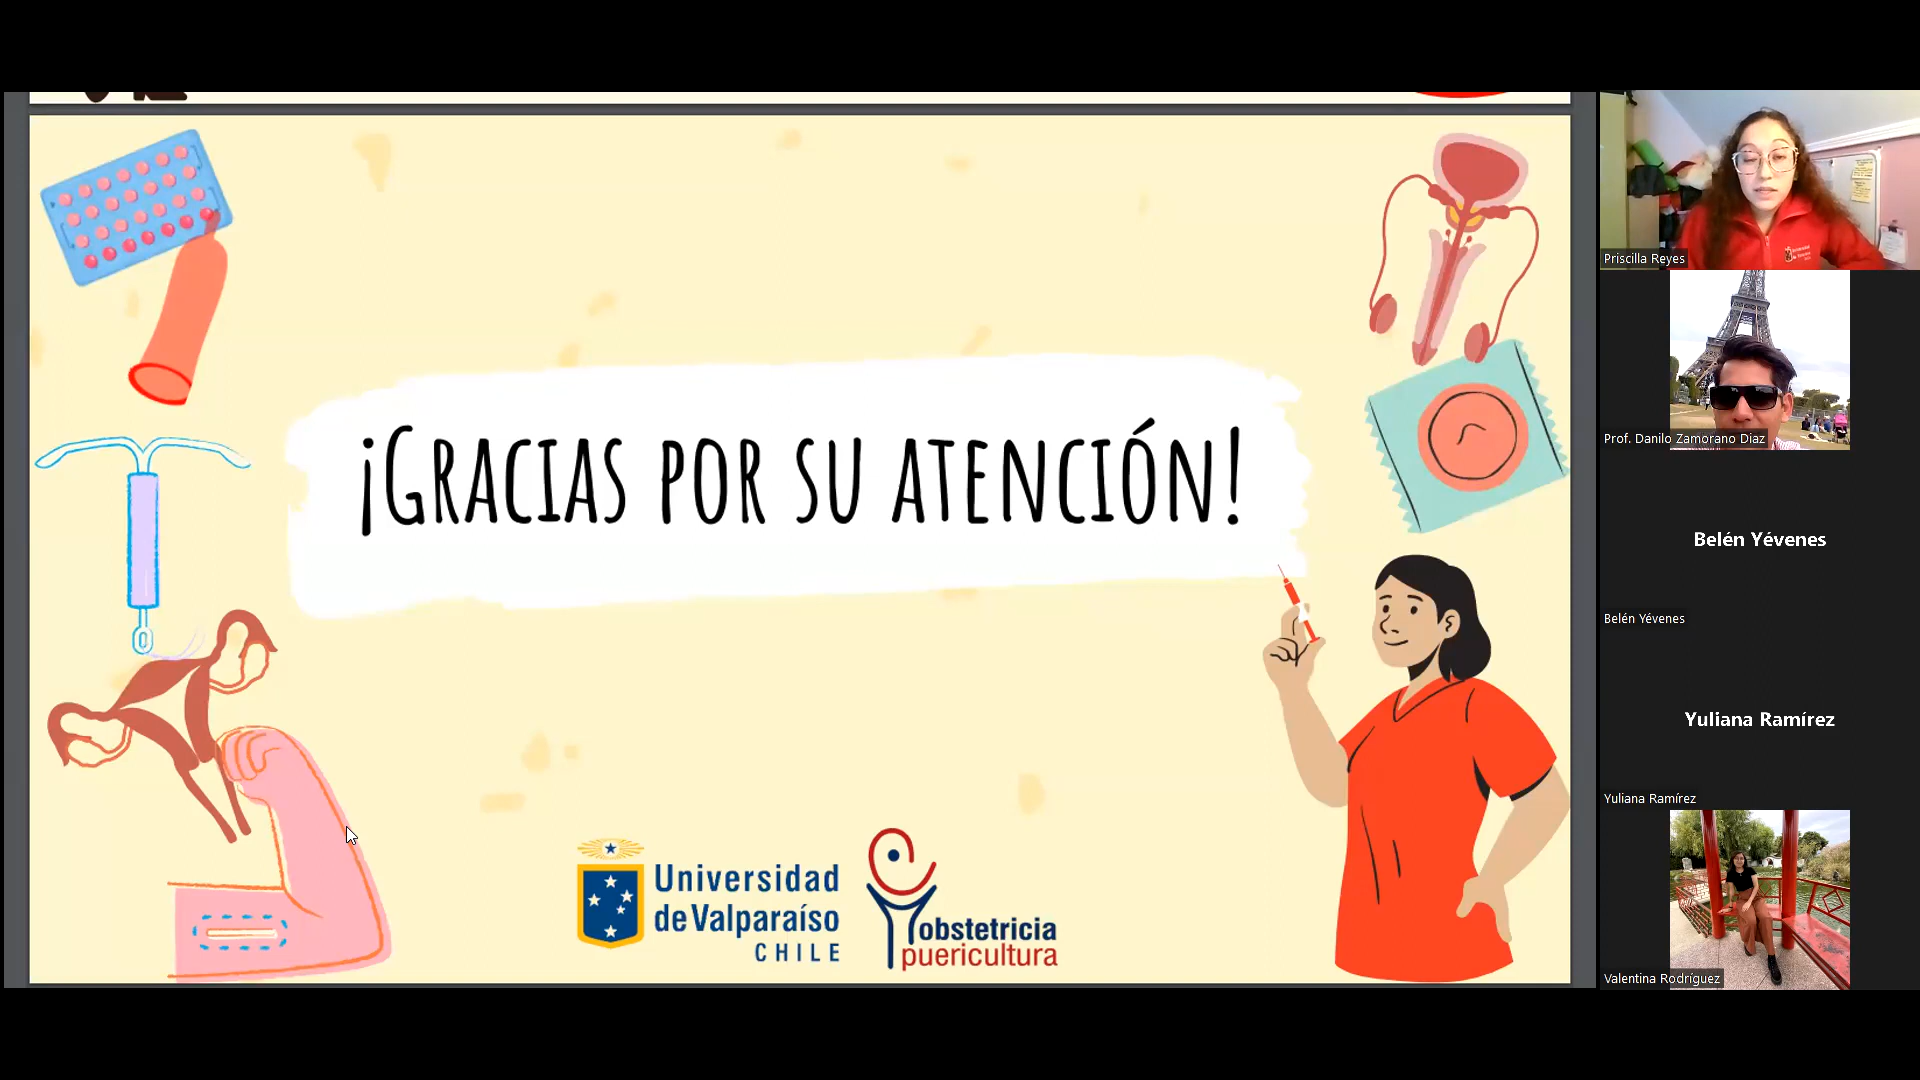 ¡GRACIAS POR SU ATENCIÓN!
Universidad
de Valparaíso
CHILE
obstetricia
puericultura
Priscilla Reyes
Prof. Danilo Zamorano Diaz
Belén Yévenes
Belén Yévenes
Yuliana Ramírez
Yuliana Ramírez
Valentina Rodríguez